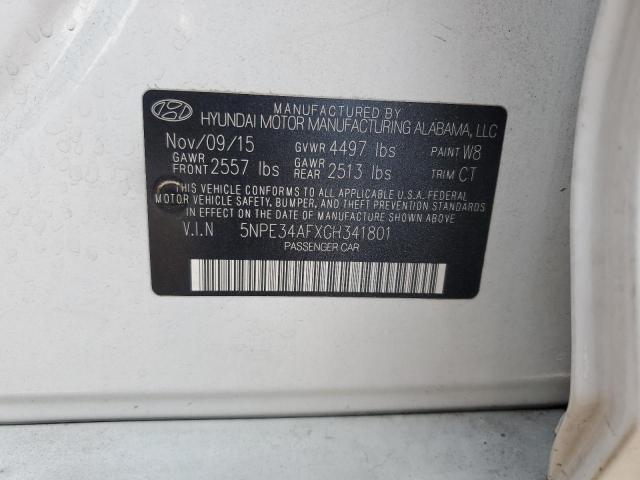 MANUFACTURED BY
HYUNDAI MOTOR MANUFACTURING ALABAMA, LLC
Nov/09/15 GVWR 4497 lbs PAINT W8
GAWR FRONT 2557 lbs GAWR REAR 2513 lbs TRIM CT
THIS VEHICLE CONFORMS TO ALL APPLICABLE U.S.A. FEDERAL
MOTOR VEHICLE SAFETY, BUMPER, AND THEFT PREVENTION STANDARDS
IN EFFECT ON THE DATE OF MANUFACTURE SHOWN ABOVE.
V.I.N 5NPE34AFXGH341801
PASSENGER CAR